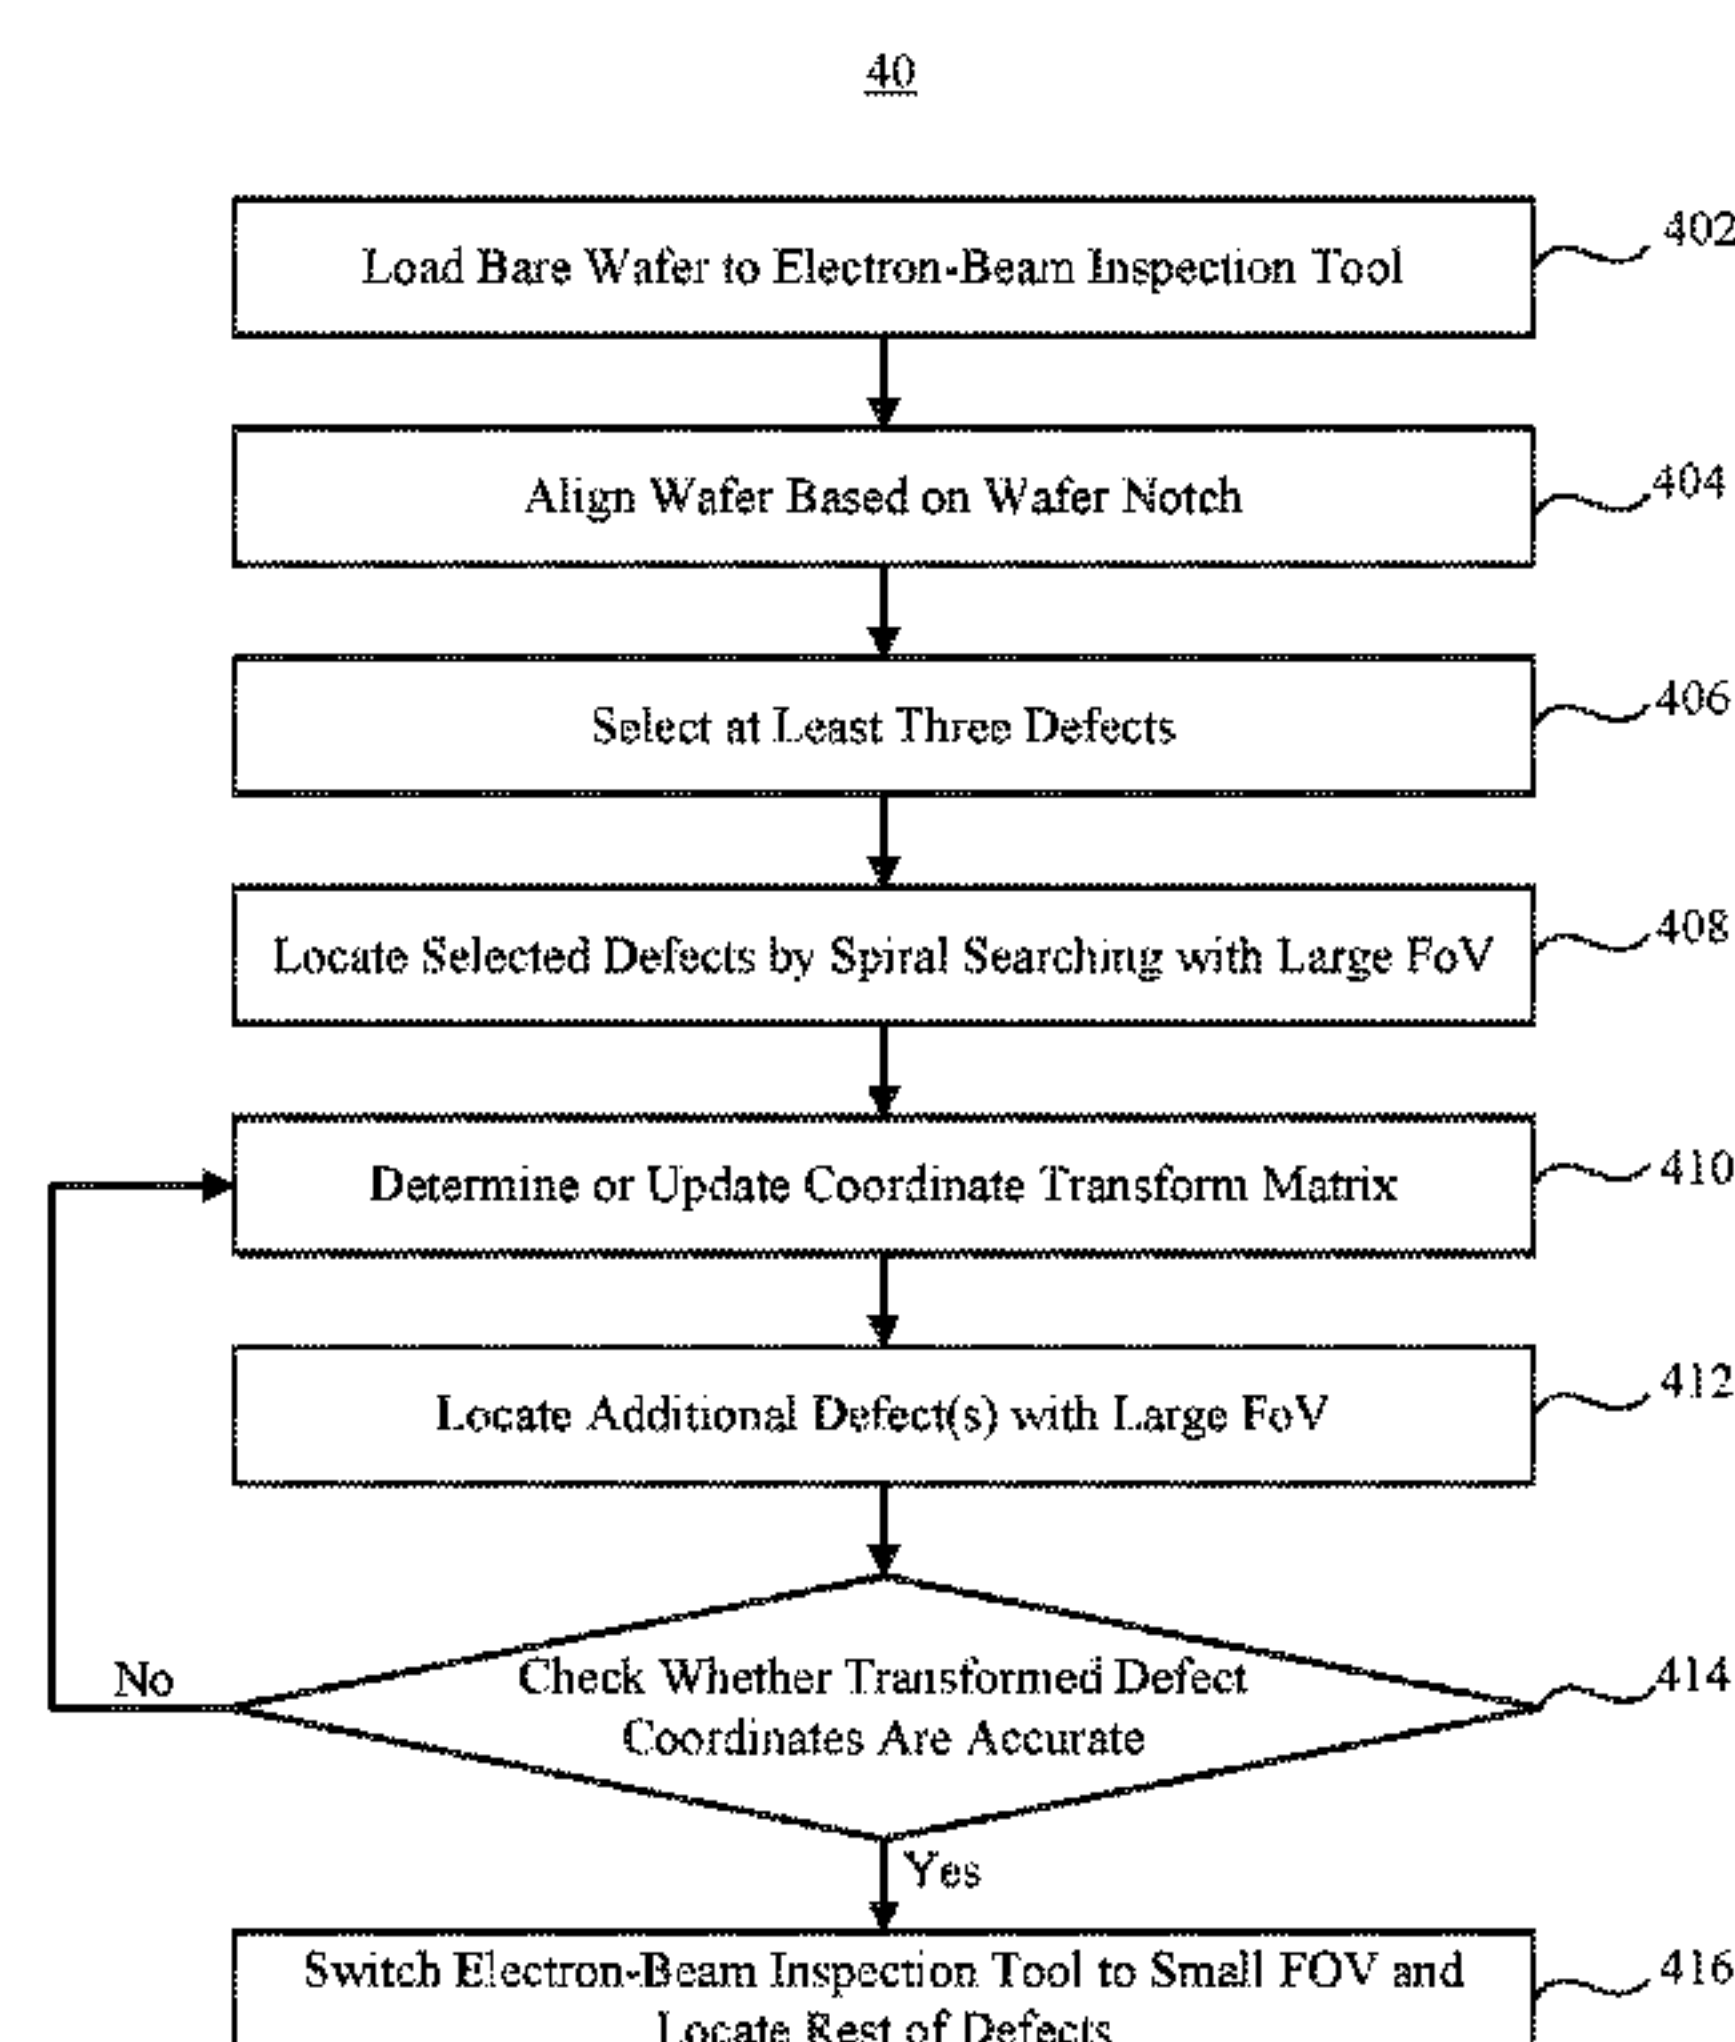 40
Load Bare Wafer to Electron-Beam Inspection Tool
402
Align Wafer Based on Wafer Notch
404
Select at Least Three Defects
406
Locate Selected Defects by Spiral Searching with Large FoV
408
Determine or Update Coordinate Transform Matrix
410
Locate Additional Defect(s) with Large FoV
412
Check Whether Transformed Defect
Coordinates Are Accurate
414
No
Yes
Switch Electron-Beam Inspection Tool to Small FOV and
Locate Rest of Defects
416